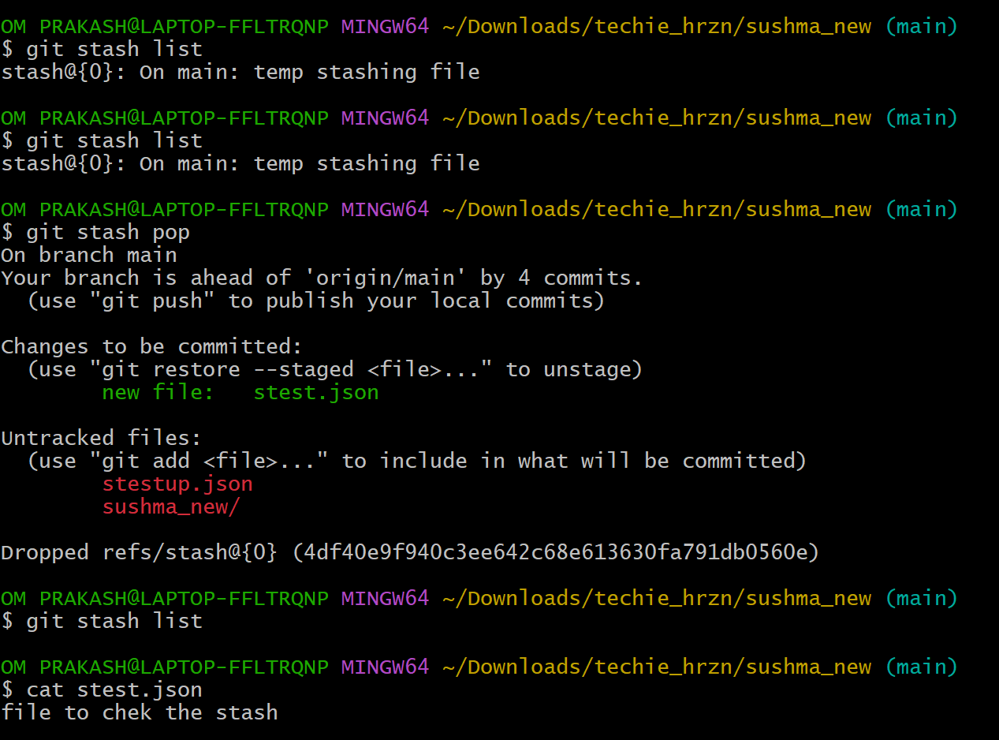 OM PRAKASH@LAPTOP-FFLTRQNP MINGW64 ~/Downloads/techie_hrzn/sushma_new (main)
$ git stash list
stash@{0}: On main: temp stashing file
OM PRAKASH@LAPTOP-FFLTRQNP MINGW64 ~/Downloads/techie_hrzn/sushma_new (main)
$ git stash list
stash@{0}: On main: temp stashing file
OM PRAKASH@LAPTOP-FFLTRQNP MINGW64 ~/Downloads/techie_hrzn/sushma_new (main)
$ git stash pop
On branch main
Your branch is ahead of 'origin/main' by 4 commits.
  (use "git push" to publish your local commits)
Changes to be committed:
  (use "git restore --staged <file>..." to unstage)
        new file:   stest.json
Untracked files:
  (use "git add <file>..." to include in what will be committed)
        stestup.json
        sushma_new/
Dropped refs/stash@{0} (4df40e9f940c3ee642c68e613630fa791db0560e)
OM PRAKASH@LAPTOP-FFLTRQNP MINGW64 ~/Downloads/techie_hrzn/sushma_new (main)
$ git stash list
OM PRAKASH@LAPTOP-FFLTRQNP MINGW64 ~/Downloads/techie_hrzn/sushma_new (main)
$ cat stest.json
file to chek the stash